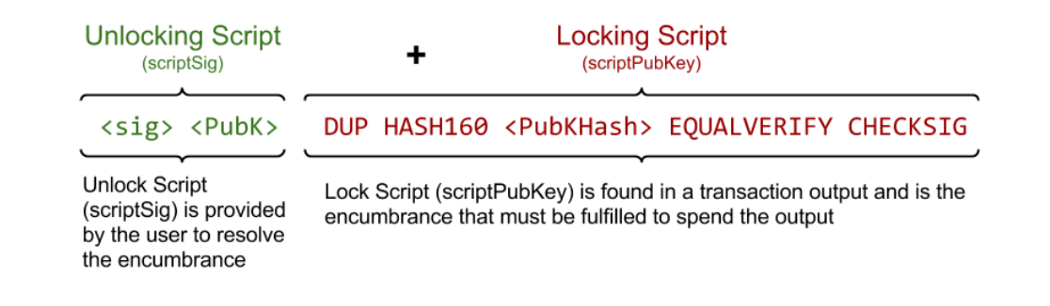 Unlocking Script + Locking Script
(scriptSig) (scriptPubKey)
<sig> <PubK> DUP HASH160 <PubKHash> EQUALVERIFY CHECKSIG
Unlock Script
(scriptSig) is provided
by the user to resolve
the encumbrance
Lock Script (scriptPubKey) is found in a transaction output and is the
encumbrance that must be fulfilled to spend the output